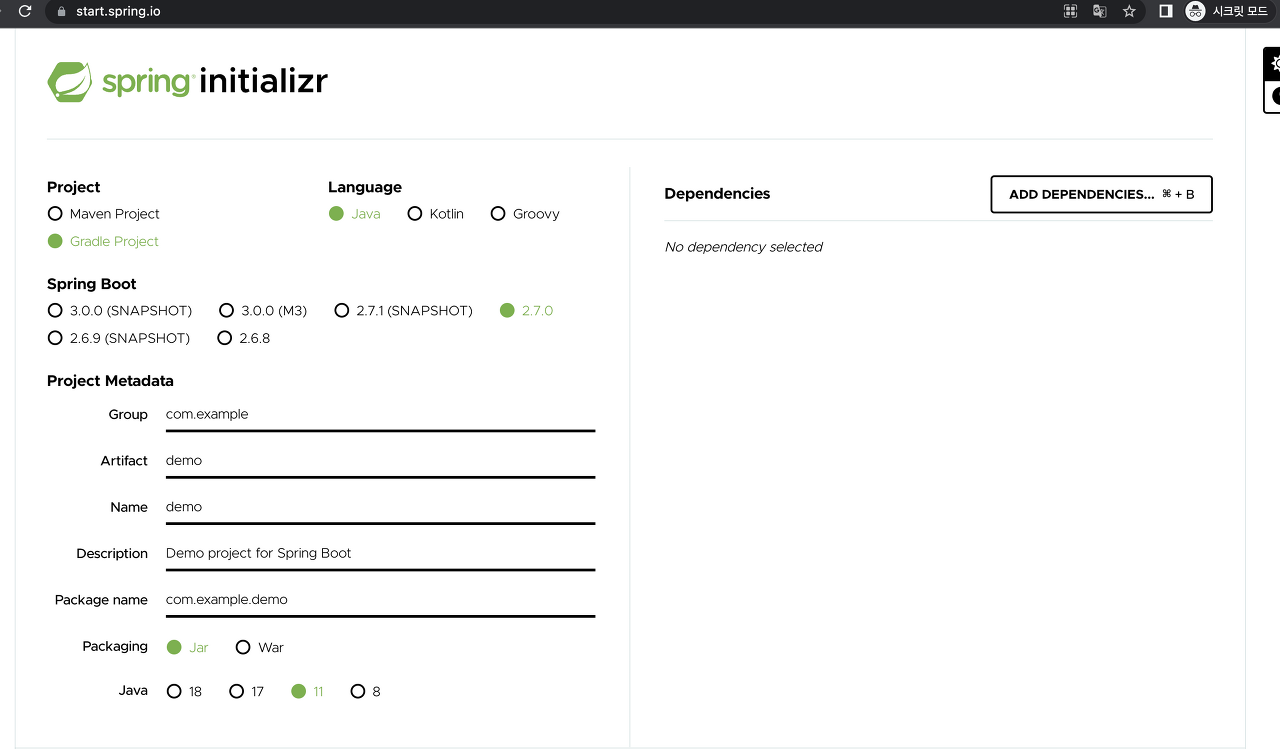 start.spring.io
시크릿 모드
spring initializr
Project
Maven Project
Gradle Project
Language
Java Kotlin Groovy
Spring Boot
3.0.0 (SNAPSHOT) 3.0.0 (M3) 2.7.1 (SNAPSHOT) 2.7.0
2.6.9 (SNAPSHOT) 2.6.8
Project Metadata
Group com.example
Artifact demo
Name demo
Description Demo project for Spring Boot
Package name com.example.demo
Packaging Jar War
Java 18 17 11 8
Dependencies
ADD DEPENDENCIES... ⌘ + B
No dependency selected